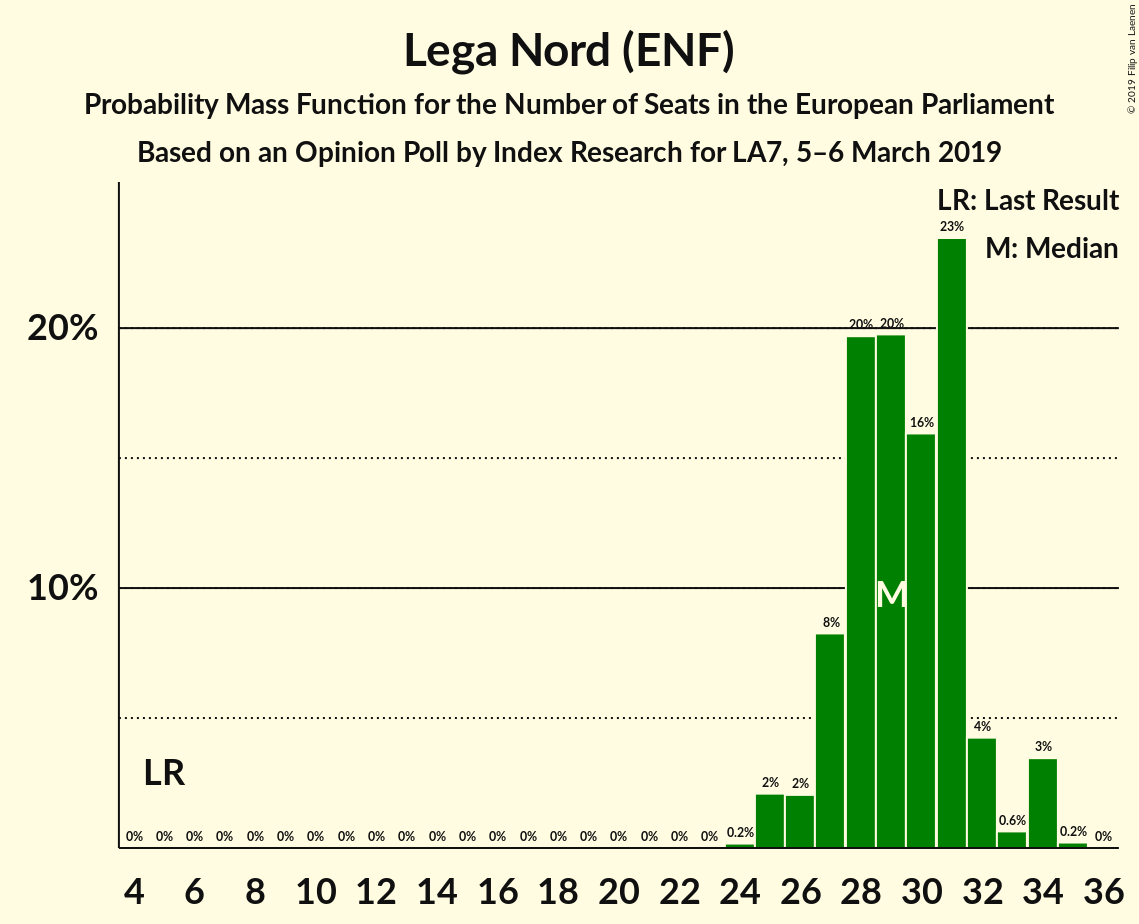 Lega Nord (ENF)
Probability Mass Function for the Number of Seats in the European Parliament
Based on an Opinion Poll by Index Research for LA7, 5–6 March 2019
© 2019 Filip van Laenen
LR: Last Result
M: Median
23%
20%
20% 20%
16%
10%
M
8%
4%
3%
LR
2% 2%
0% 0% 0% 0% 0% 0% 0% 0% 0% 0% 0% 0% 0% 0% 0% 0% 0% 0% 0% 0% 0.2% 0.6% 0.2% 0%
4 6 8 10 12 14 16 18 20 22 24 26 28 30 32 34 36